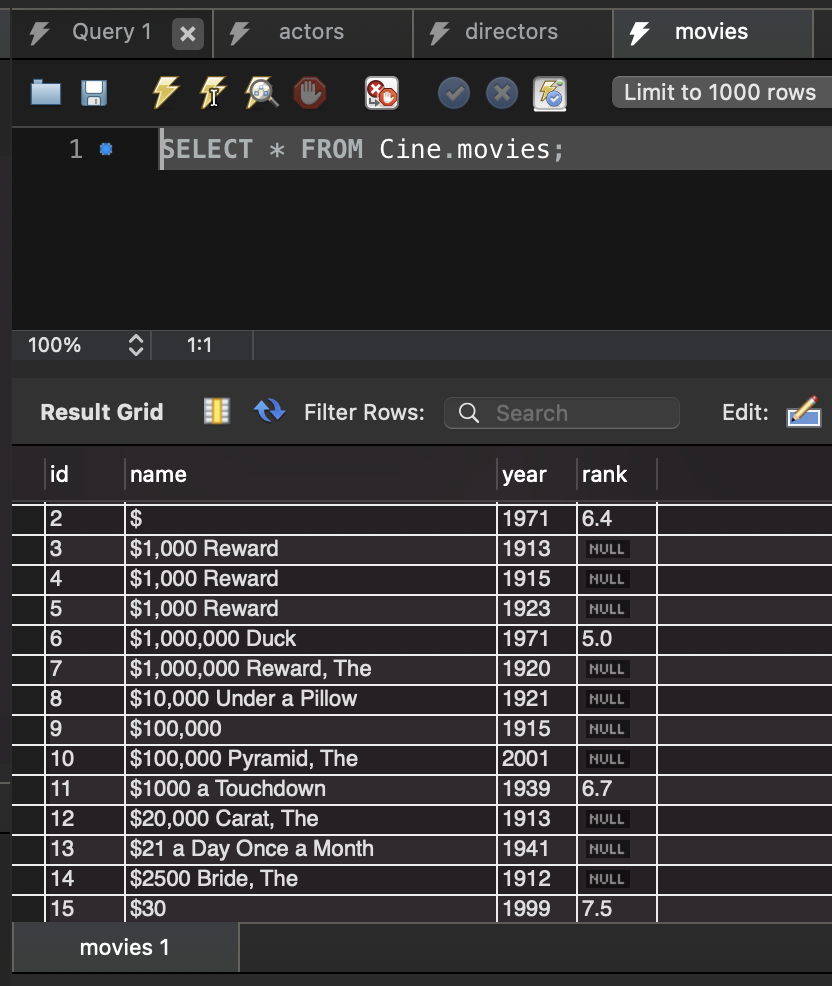 Query 1 actors directors movies
Limit to 1000 rows
1 SELECT * FROM Cine.movies;
100% 1:1
Result Grid Filter Rows: Search Edit:
id name year rank
2 $ 1971 6.4
3 $1,000 Reward 1913 NULL
4 $1,000 Reward 1915 NULL
5 $1,000 Reward 1923 NULL
6 $1,000,000 Duck 1971 5.0
7 $1,000,000 Reward, The 1920 NULL
8 $10,000 Under a Pillow 1921 NULL
9 $100,000 1915 NULL
10 $100,000 Pyramid, The 2001 NULL
11 $1000 a Touchdown 1939 6.7
12 $20,000 Carat, The 1913 NULL
13 $21 a Day Once a Month 1941 NULL
14 $2500 Bride, The 1912 NULL
15 $30 1999 7.5
movies 1